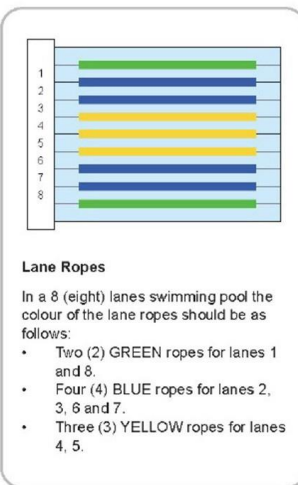 1
2
3
4
5
6
7
8
Lane Ropes
In a 8 (eight) lanes swimming pool the
colour of the lane ropes should be as
follows:
• Two (2) GREEN ropes for lanes 1
and 8.
• Four (4) BLUE ropes for lanes 2,
3, 6 and 7.
• Three (3) YELLOW ropes for lanes
4, 5.